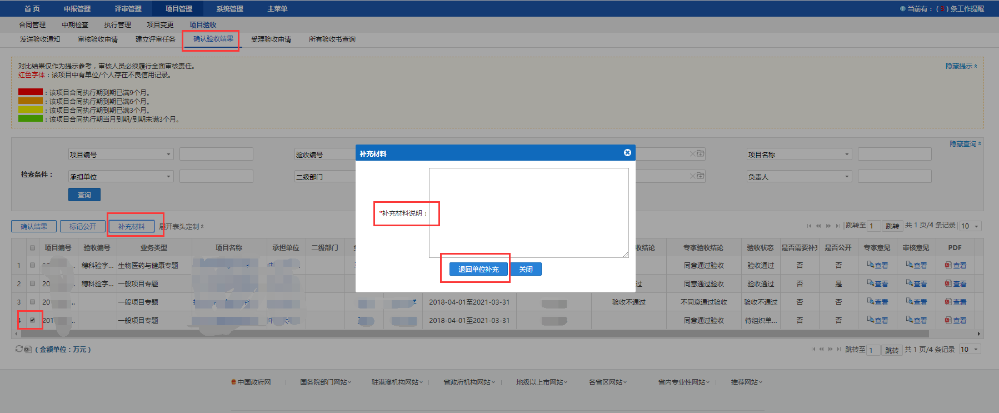 首 页 申报管理 评审管理 项目管理 系统管理 主菜单 当前有：( 3 ) 条工作提醒
合同管理 中期检查 执行管理 项目变更 项目验收
发送验收通知 审核验收申请 建立评审任务 确认验收结果 受理验收申请 所有验收书查询
对比结果仅作为提示参考，审核人员必须履行全面审核责任。 隐藏提示
红色字体：该项目中有单位/个人存在不良信用记录。
：该项目合同执行期到期已满9个月。
：该项目合同执行期到期已满6个月。
：该项目合同执行期到期已满3个月。
：该项目合同执行期当月到期/到期未满3个月。
隐藏查询
项目编号 验收编号 项目名称
检索条件：
承担单位 二级部门 负责人
查询
补充材料
*补充材料说明：
退回单位补充 关闭
确认结果 标记公开 补充材料 展开表头定制 跳转至 1 跳转 共 1 页/4 条记录 10
项目编号 验收编号 业务类型 项目名称 承担单位 二级部门 收结论 专家验收结论 验收状态 是否需要补 是否公开 专家意见 审核意见 PDF
1 穗科验字... 生物医药与健康专题 同意通过验收 验收通过 否 否 查看 查看 查看
2 20 .. 穗科验字... 一般项目专题 过 同意通过验收 验收通过 否 是 查看 查看 查看
3 20 .. 一般项目专题 2018-04-01至2021-03-31 验收不通过 不同意通过验收 验收不通过 否 否 查看 查看 查看
4 201 .. 一般项目专题 2018-04-01至2021-03-31 同意通过验收 待组织单... 否 否 查看 查看 查看
( 金额单位：万元 ) 跳转至 1 跳转 共 1 页/4 条记录 10
中国政府网 国务院部门网站 驻港澳机构网站 省政府机构网站 地级以上市网站 各省区网站 省内专业性网站 推荐网站